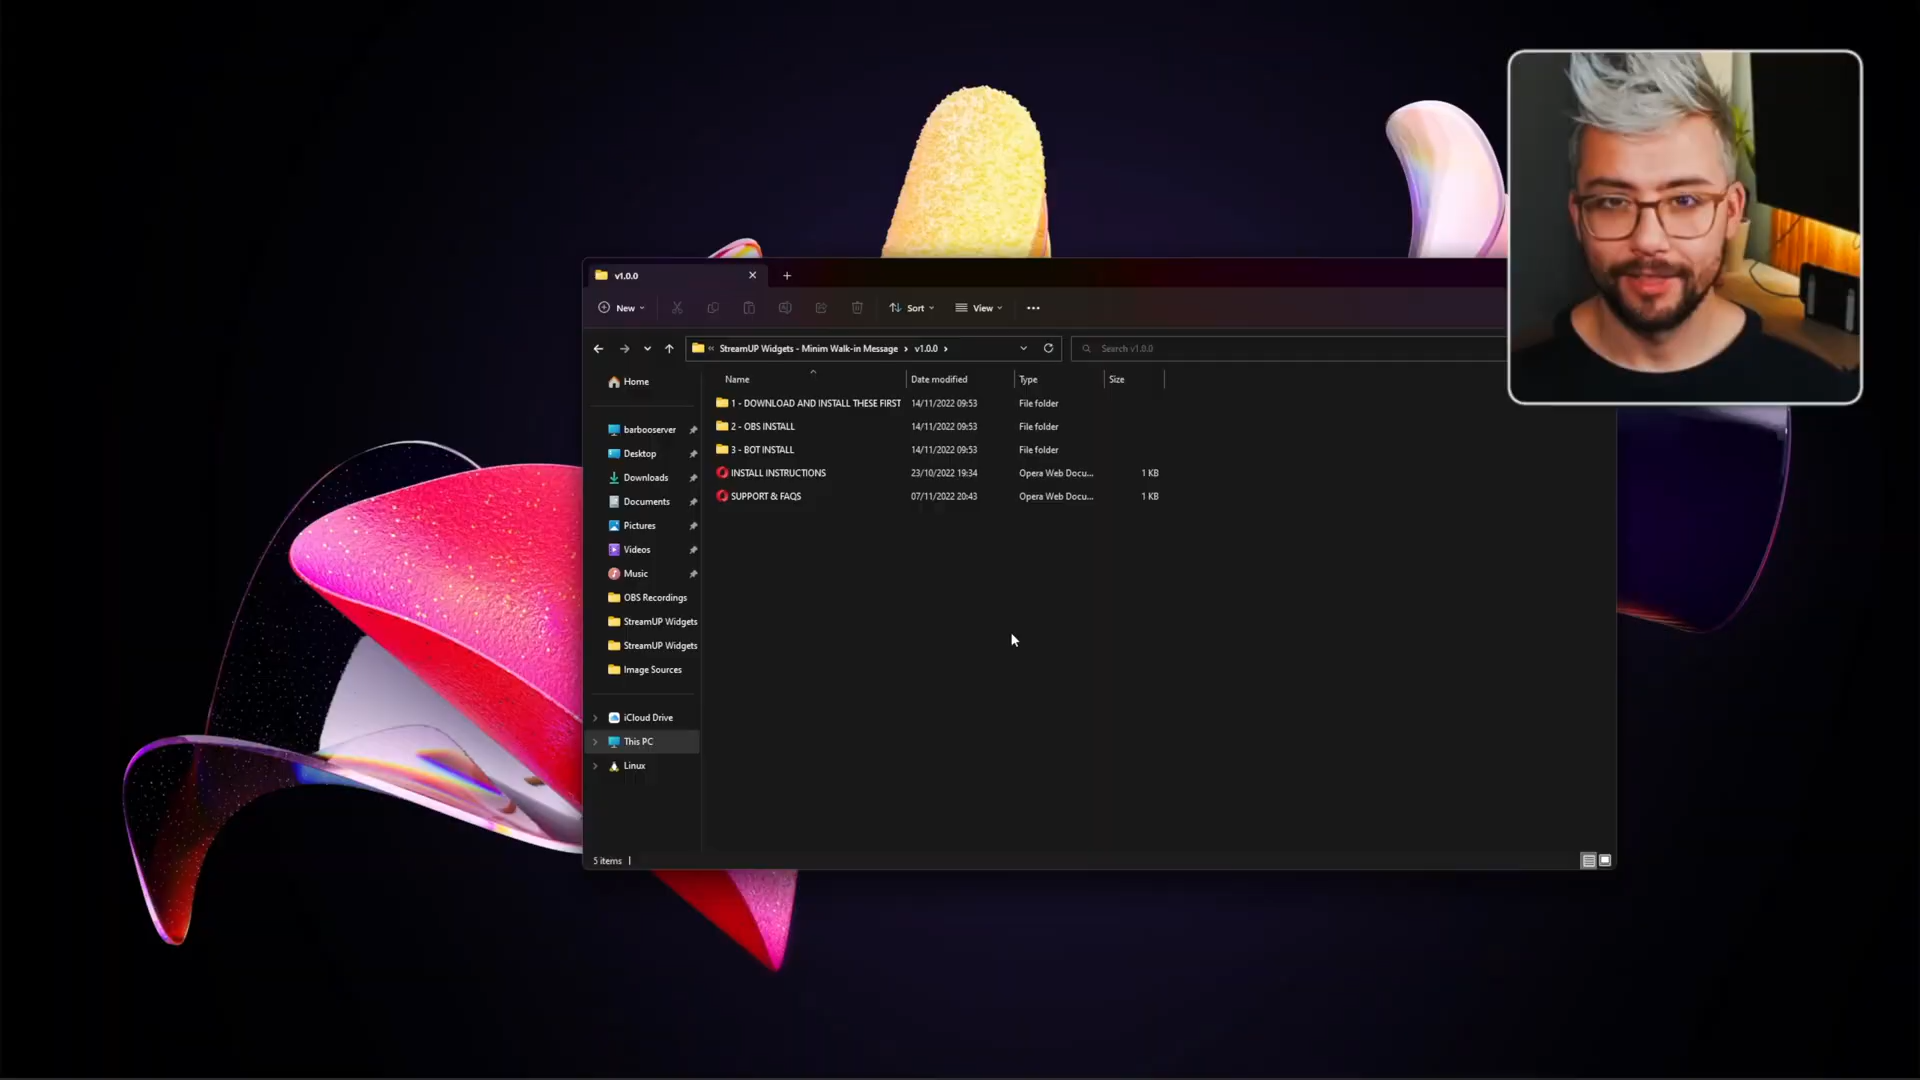 v1.0.0
New
Sort
View
StreamUP Widgets - Minim Walk-in Message
v1.0.0
Search v1.0.0
Name
Date modified
Type
Size
1 - DOWNLOAD AND INSTALL THESE FIRST 14/11/2022 09:53 File folder
2 - OBS INSTALL 14/11/2022 09:53 File folder
3 - BOT INSTALL 14/11/2022 09:53 File folder
INSTALL INSTRUCTIONS 23/10/2022 19:34 Opera Web Docu... 1 KB
SUPPORT & FAQS 07/11/2022 20:43 Opera Web Docu... 1 KB
Home
barbooserver
Desktop
Downloads
Documents
Pictures
Videos
Music
OBS Recordings
StreamUP Widgets
StreamUP Widgets
Image Sources
iCloud Drive
This PC
Linux
5 items